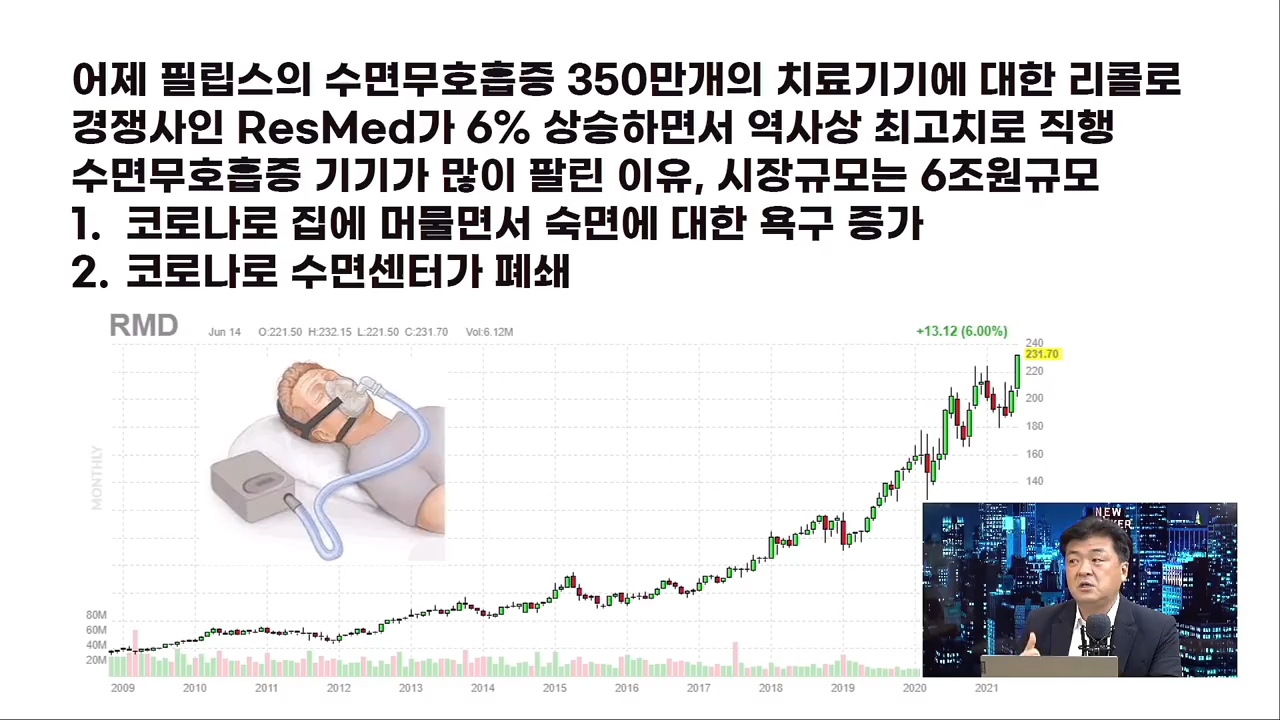 어제 필립스의 수면무호흡증 350만개의 치료기기에 대한 리콜로
경쟁사인 ResMed가 6% 상승하면서 역사상 최고치로 직행
수면무호흡증 기기가 많이 팔린 이유, 시장규모는 6조원규모
1. 코로나로 집에 머물면서 숙면에 대한 욕구 증가
2. 코로나로 수면센터가 폐쇄
RMD Jun 14 O:221.50 H:232.15 L:221.50 C:231.70 Vol:6.12M +13.12 (6.00%)
240
231.70
220
200
180
160
140
MONTHLY
80M
60M
40M
20M
2009 2010 2011 2012 2013 2014 2015 2016 2017 2018 2019 2020 2021
NEW